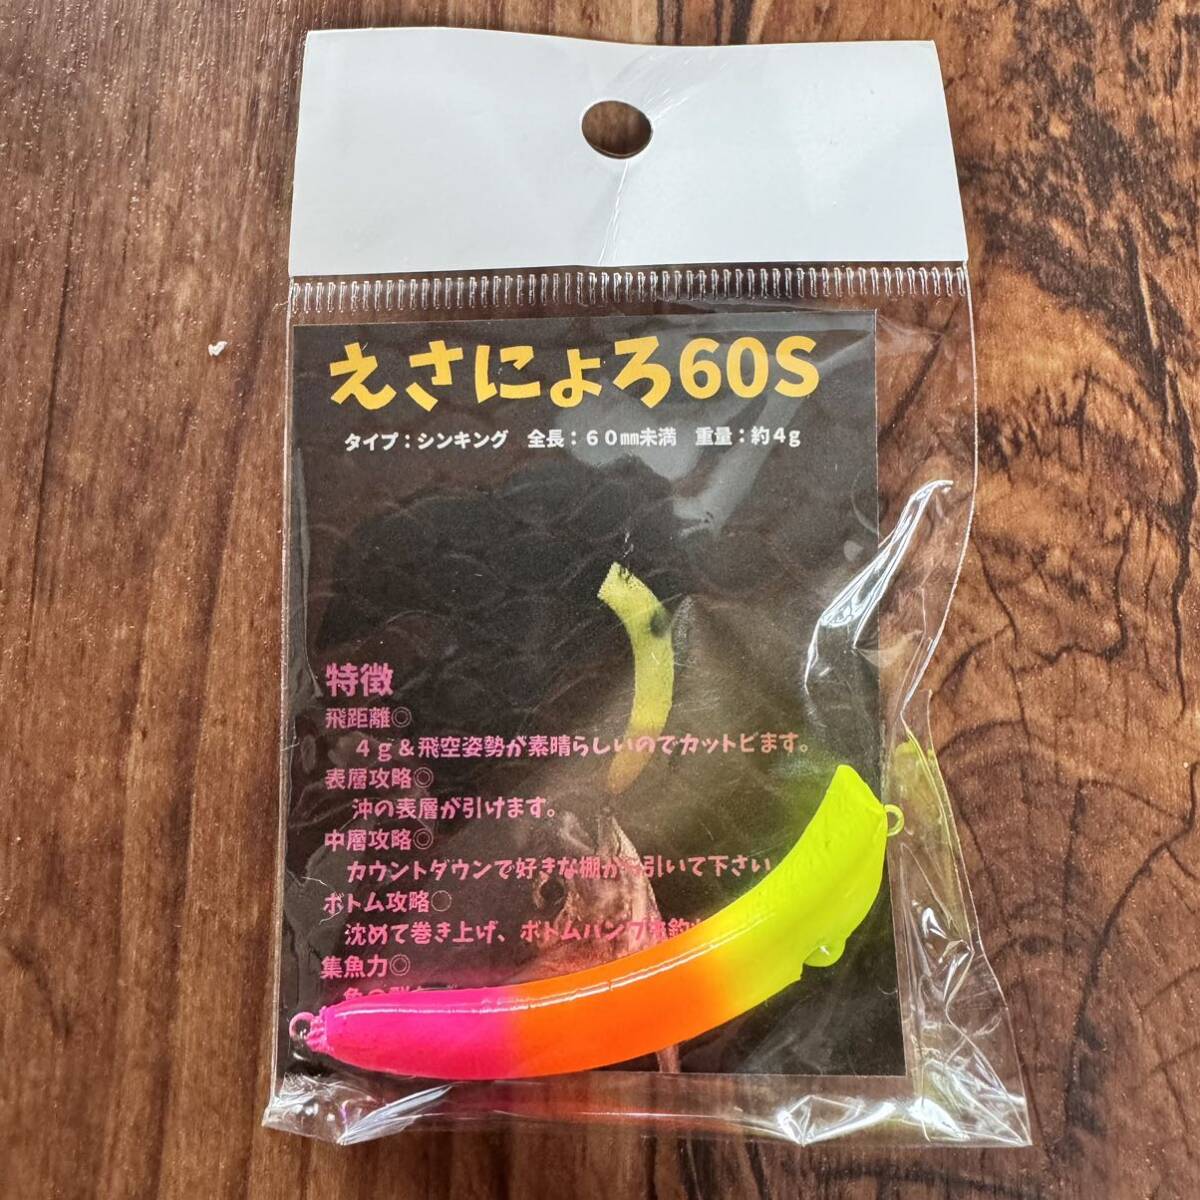 えさにょろ60S
タイプ：シンキング　全長：６０㎜未満　重量：約４g
特徴
飛距離◎
４g＆飛空姿勢が素晴らしいのでカットビます。
表層攻略◎
沖の表層が引けます。
中層攻略◎
カウントダウンで好きな棚から引いて下さい
ボトム攻略○
沈めて巻き上げ、ボトムバンプ
集魚力◎